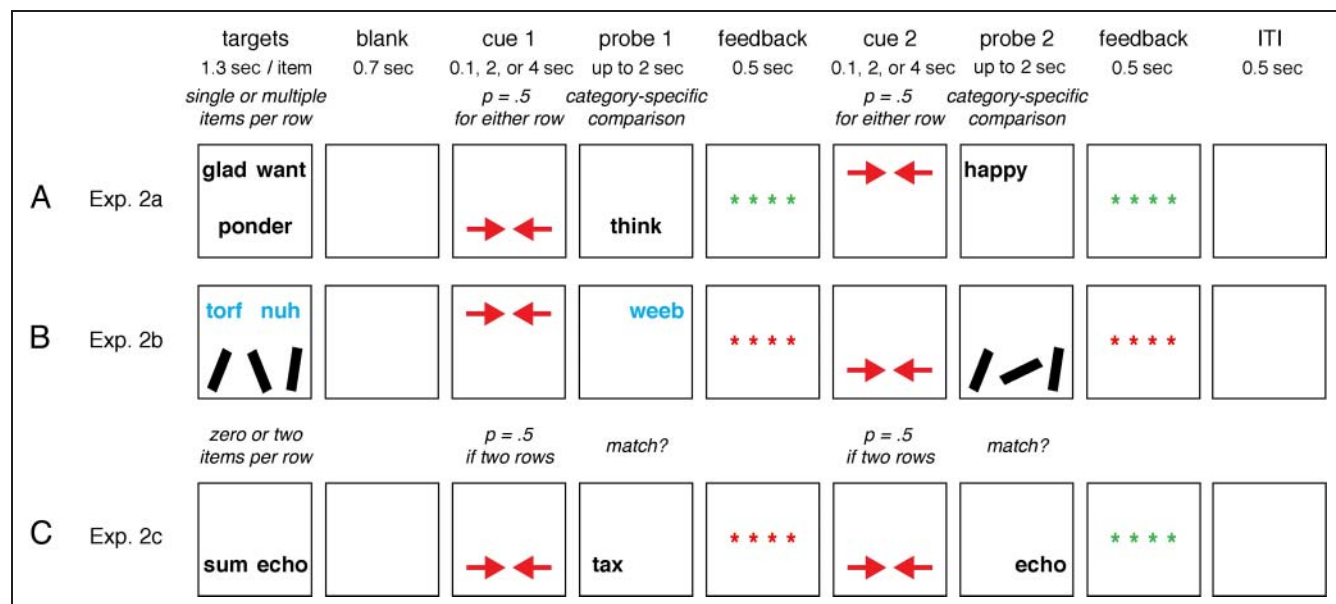 targets blank cue 1 probe 1 feedback cue 2 probe 2 feedback ITI
1.3 sec / item 0.7 sec 0.1, 2, or 4 sec up to 2 sec 0.5 sec 0.1, 2, or 4 sec up to 2 sec 0.5 sec 0.5 sec
single or multiple p = .5 category-specific p = .5 category-specific
items per row for either row comparison for either row comparison
glad want happy
A Exp. 2a * * * * * * * *
ponder think
torf nuh weeb
B Exp. 2b * * * * * * * *
zero or two p = .5 match? p = .5 match?
items per row if two rows if two rows
C Exp. 2c * * * * * * * *
sum echo tax echo